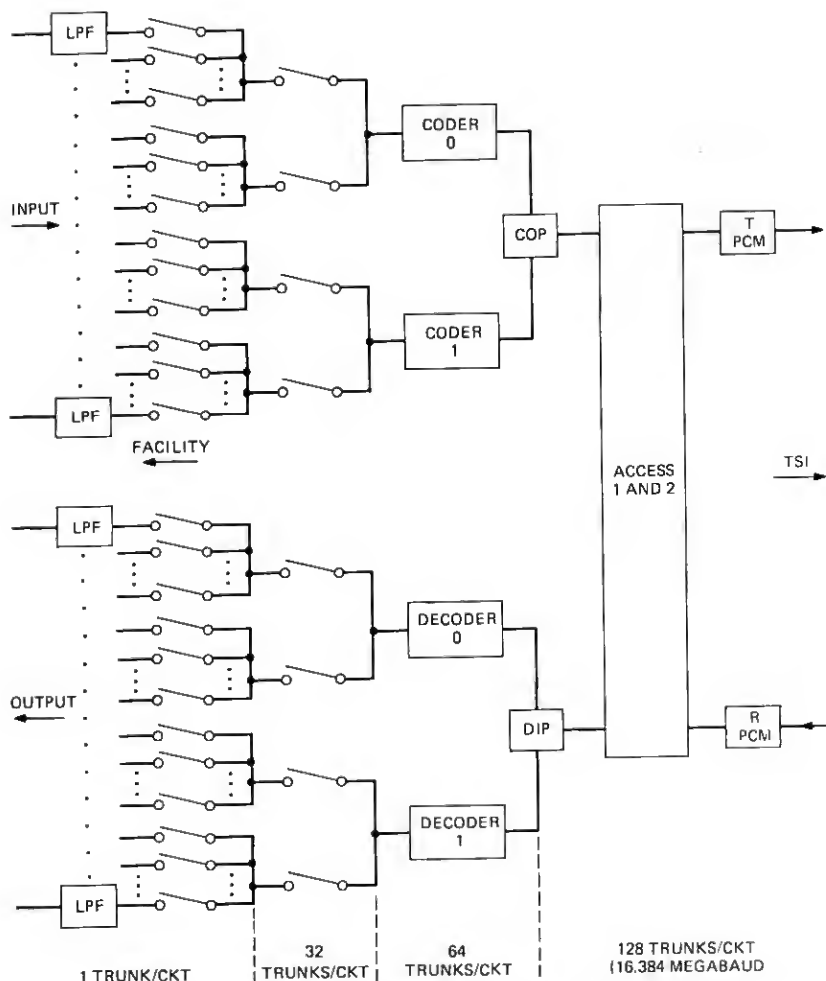 LPF
INPUT
LPF
FACILITY
CODER
0
CODER
1
COP
ACCESS
1 AND 2
T
PCM
TSI
R
PCM
LPF
OUTPUT
LPF
DECODER
0
DECODER
1
DIP
1 TRUNK/CKT
32
TRUNKS/CKT
64
TRUNKS/CKT
128 TRUNKS/CKT
(16.384 MEGABAUD